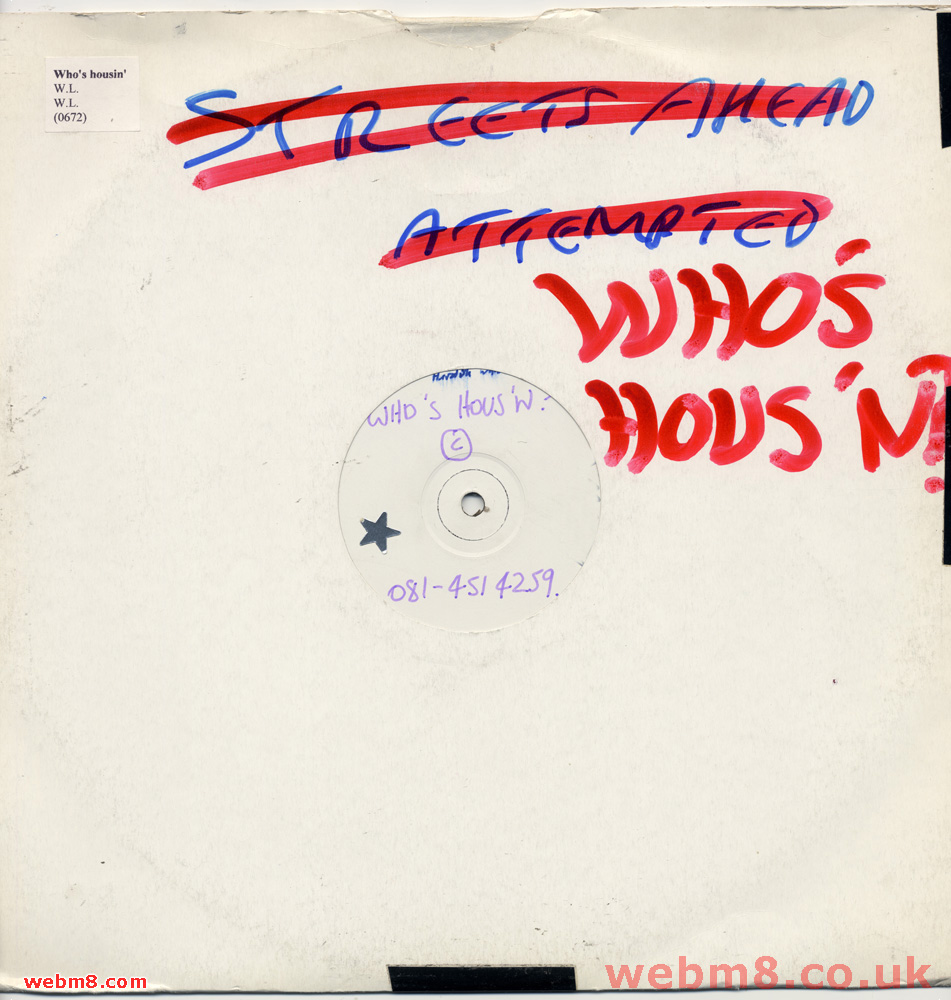 Who's housin'
W.L.
W.L.
(0672)
STREETS AHEAD
ATTEMPTED
WHO'S
HOUS'N?
WHO'S HOUS'N?
C
081-451 4259.
webm8.com
webm8.co.uk